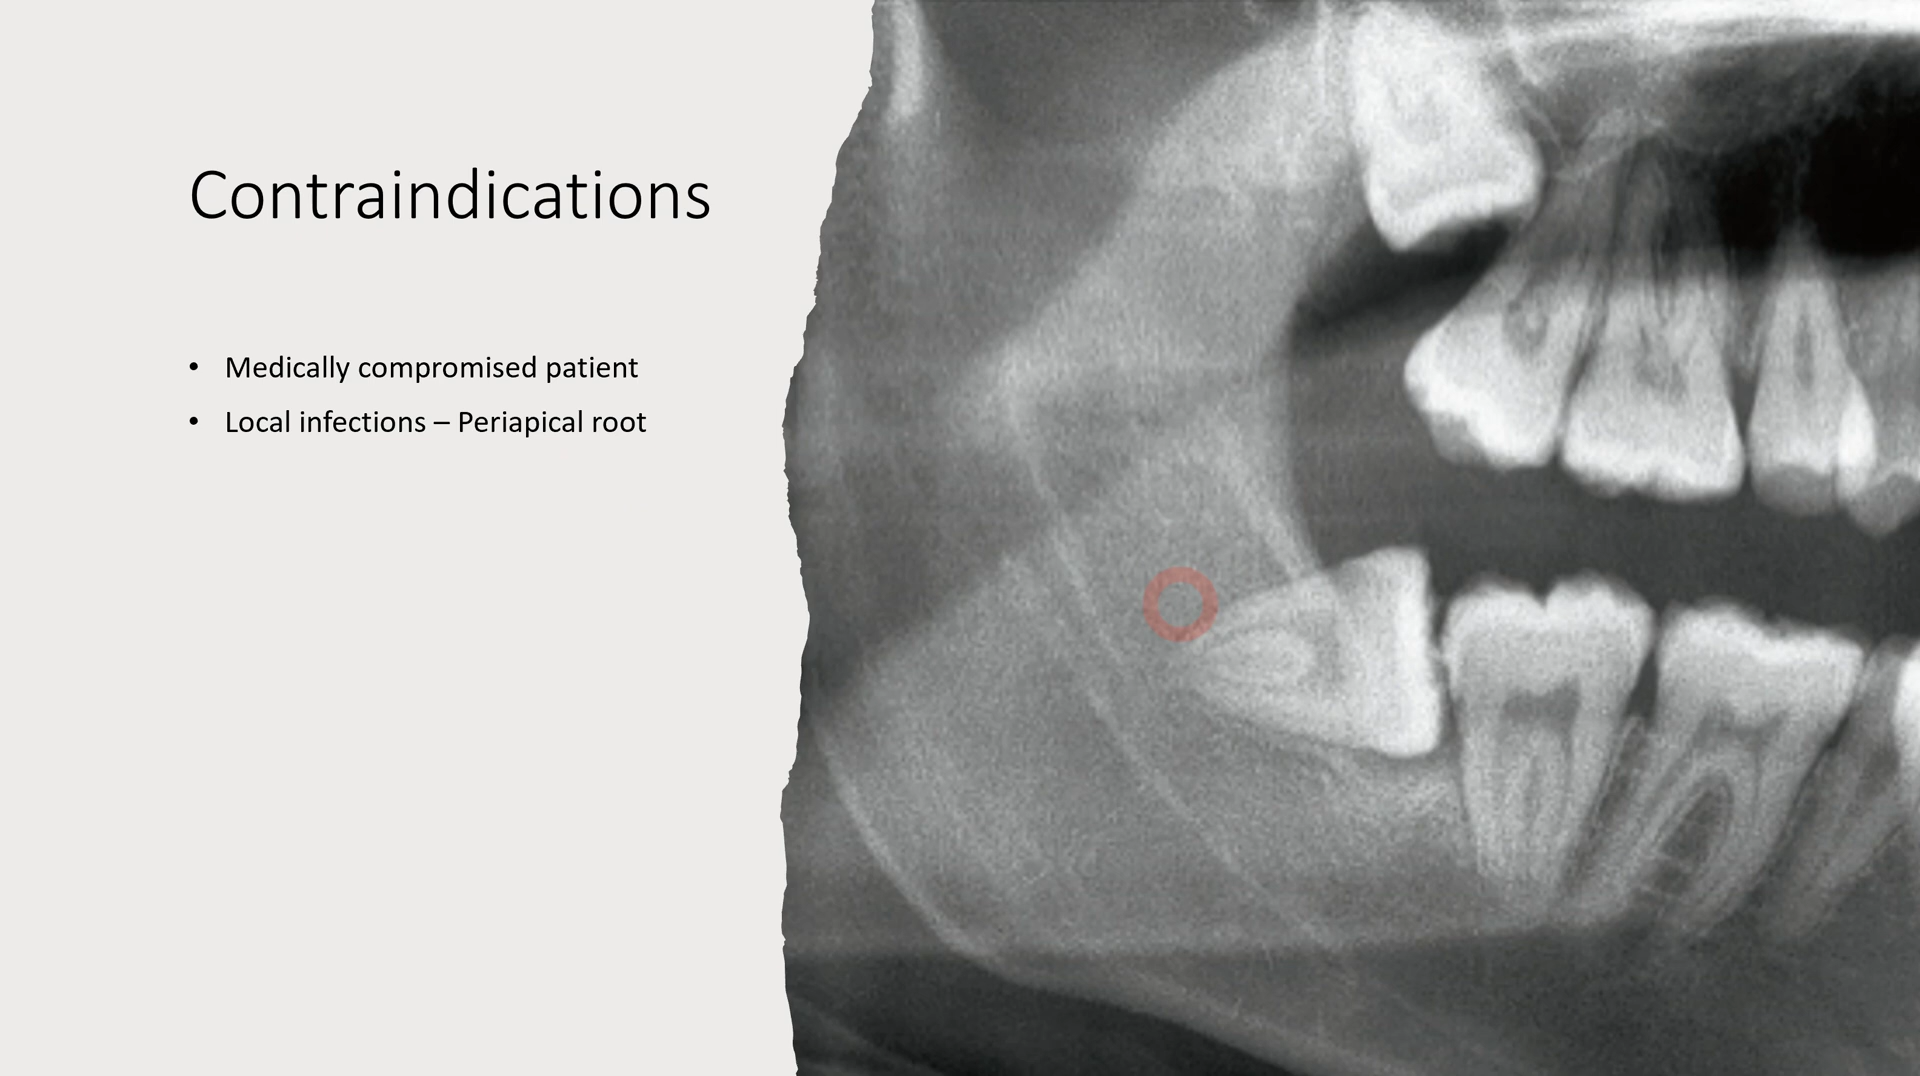 Contraindications
• Medically compromised patient
• Local infections – Periapical root